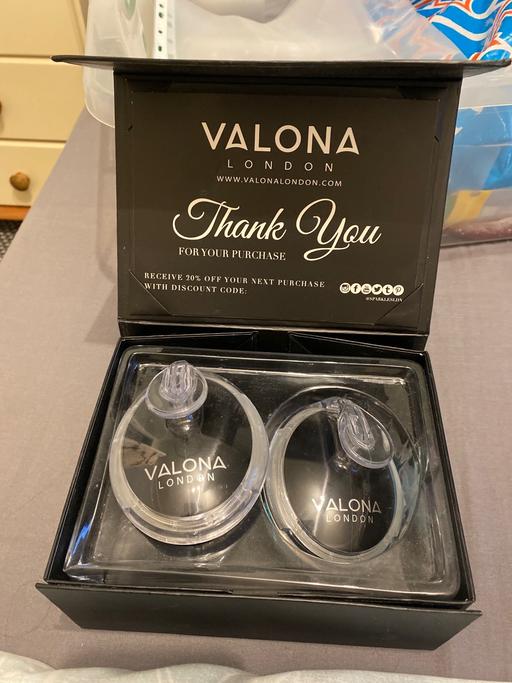 VALONA
LONDON
WWW.VALONALONDON.COM
Thank You
FOR YOUR PURCHASE
RECEIVE 20% OFF YOUR NEXT PURCHASE
WITH DISCOUNT CODE:
@SPARKLESLDN
VALONA
LONDON
VALONA
LONDON